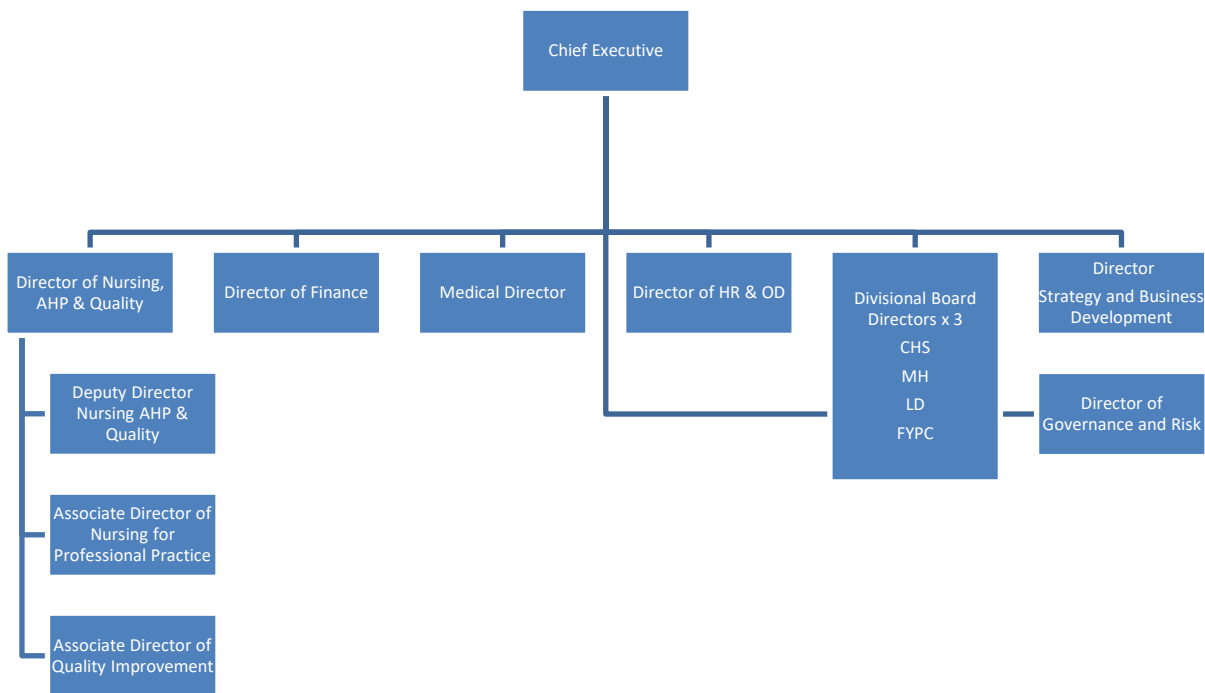 Chief Executive
Director of Nursing,
AHP & Quality
Director of Finance
Medical Director
Director of HR & OD
Divisional Board
Directors x 3
CHS
MH
LD
FYPC
Director
Strategy and Business
Development
Deputy Director
Nursing AHP &
Quality
Director of
Governance and Risk
Associate Director of
Nursing for
Professional Practice
Associate Director of
Quality Improvement